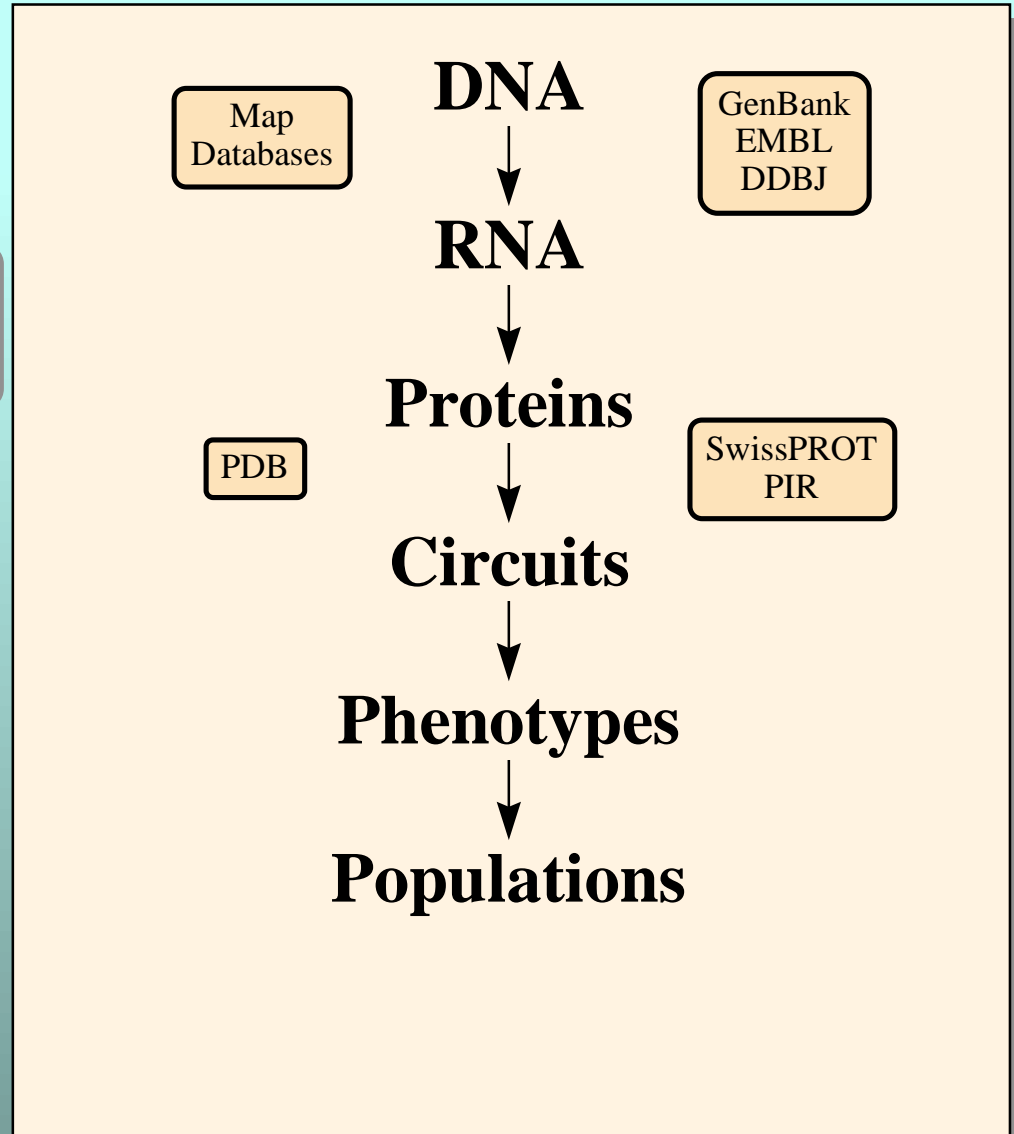 DNA
Map
Databases
GenBank
EMBL
DDBJ
RNA
Proteins
PDB
SwissPROT
PIR
Circuits
Phenotypes
Populations